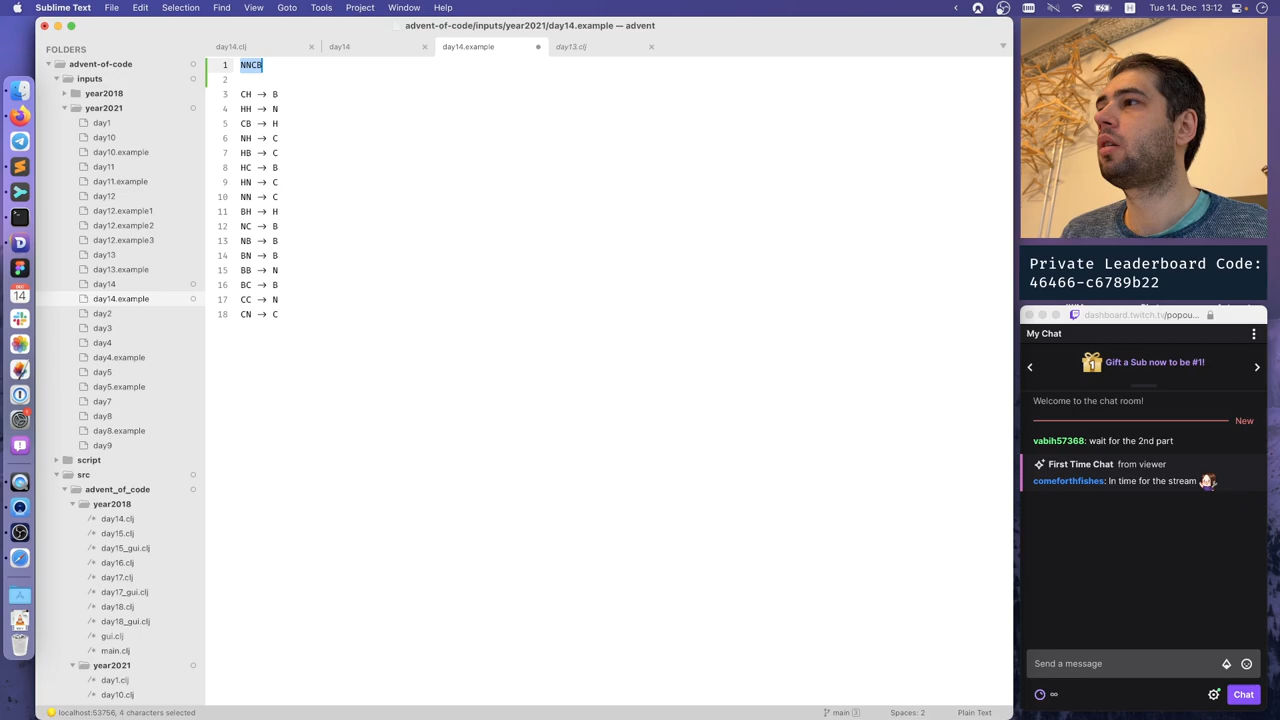 Sublime Text File Edit Selection Find View Goto Tools Project Window Help
Tue 14 Dec 13:12
advent-of-code/inputs/year2021/day14.example — advent
day14.clj
day14
day14.example
day13.clj
FOLDERS
advent-of-code
inputs
year2018
year2021
day1
day10
day10.example
day11
day11.example
day12
day12.example1
day12.example2
day12.example3
day13
day13.example
day14
day14.example
day2
day3
day4
day4.example
day5
day5.example
day7
day8
day8.example
day9
script
src
advent_of_code
year2018
/* day14.clj
/* day15.clj
/* day15_gui.clj
/* day16.clj
/* day17.clj
/* day17_gui.clj
/* day18.clj
/* day18_gui.clj
/* gui.clj
/* main.clj
year2021
/* day1.clj
/* day10.clj
1 NNCB
2
3 CH → B
4 HH → N
5 CB → H
6 NH → C
7 HB → C
8 HC → B
9 HN → C
10 NN → C
11 BH → H
12 NC → B
13 NB → B
14 BN → B
15 BB → N
16 BC → B
17 CC → N
18 CN → C
localhost:53756, 4 characters selected
main 3
Spaces: 2
Plain Text
DEC
14
Private Leaderboard Code:
46466-c6789b22
dashboard.twitch.tv/popou...
My Chat
1
Gift a Sub now to be #1!
Welcome to the chat room!
New
vabih57368: wait for the 2nd part
First Time Chat from viewer
comeforthfishes: In time for the stream
Send a message
∞
Chat